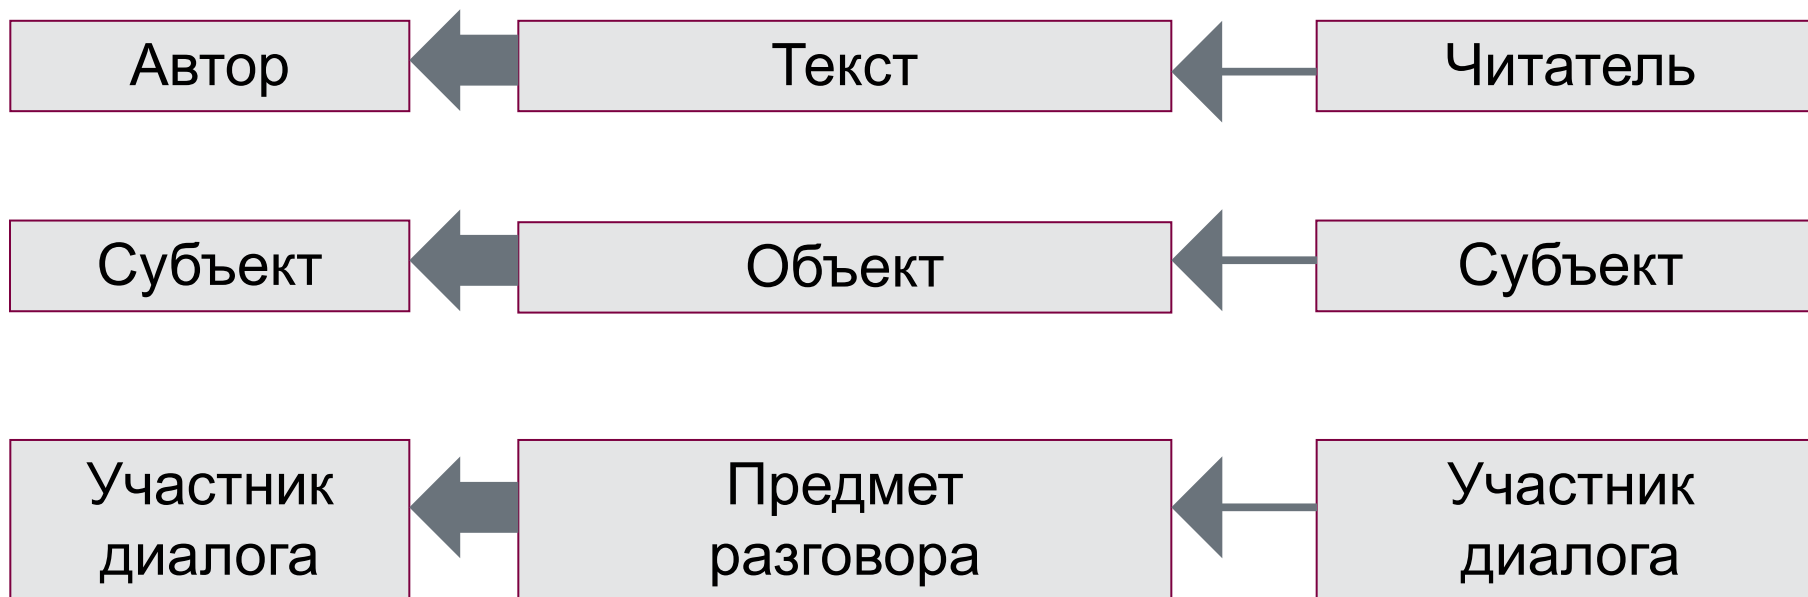 Автор
Текст
Читатель
Субъект
Объект
Субъект
Участник
диалога
Предмет
разговора
Участник
диалога